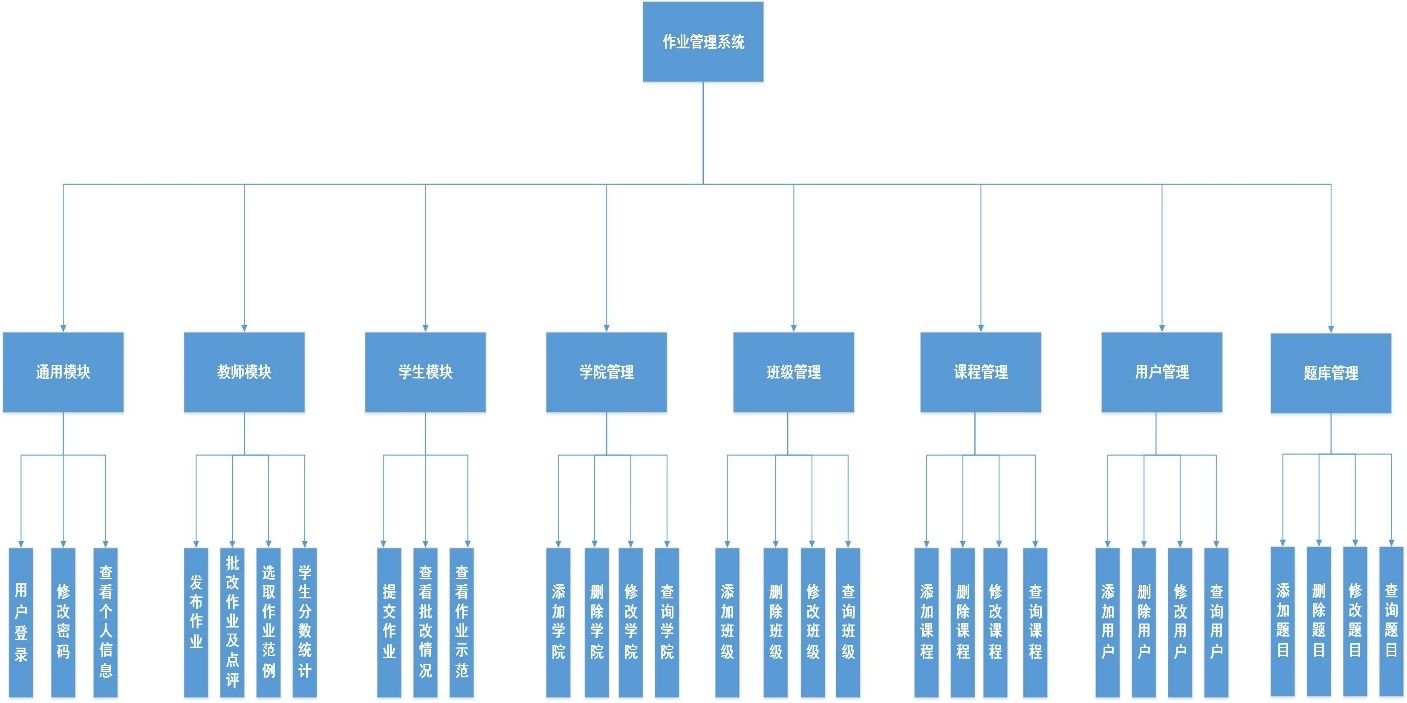 作业管理系统
通用模块
教师模块
学生模块
学院管理
班级管理
课程管理
用户管理
题库管理
用户登录
修改密码
查看个人信息
发布作业
批改作业及点评
选取作业范例
学生分数统计
提交作业
查看批改情况
查看作业示范
添加学院
删除学院
修改学院
查询学院
添加班级
删除班级
修改班级
查询班级
添加课程
删除课程
修改课程
查询课程
添加用户
删除用户
修改用户
查询用户
添加题目
删除题目
修改题目
查询题目